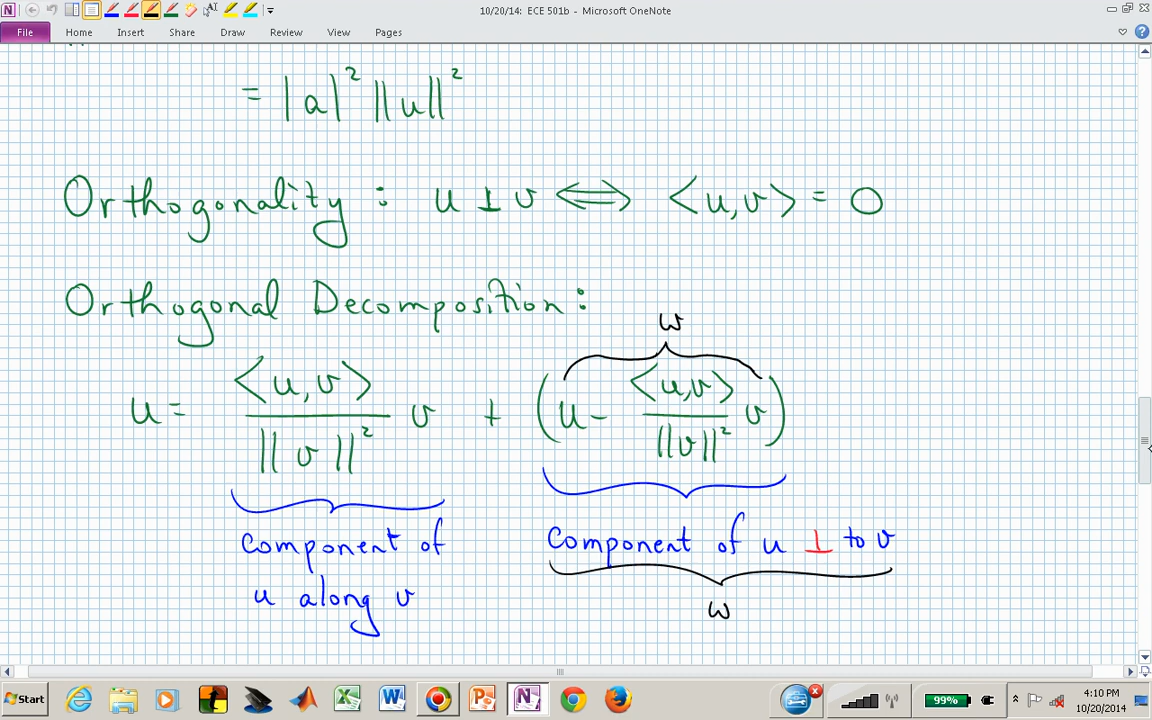 10/20/14: ECE 501b - Microsoft OneNote
File Home Insert Share Draw Review View Pages
= |a|² ||u||²
Orthogonality : u ⊥ v ⟺ <u,v> = 0
Orthogonal Decomposition :
w
u = <u,v> / ||v||² v + (u - <u,v> / ||v||² v)
component of
u along v
component of u ⊥ to v
w
Start
99%
4:10 PM
10/20/2014